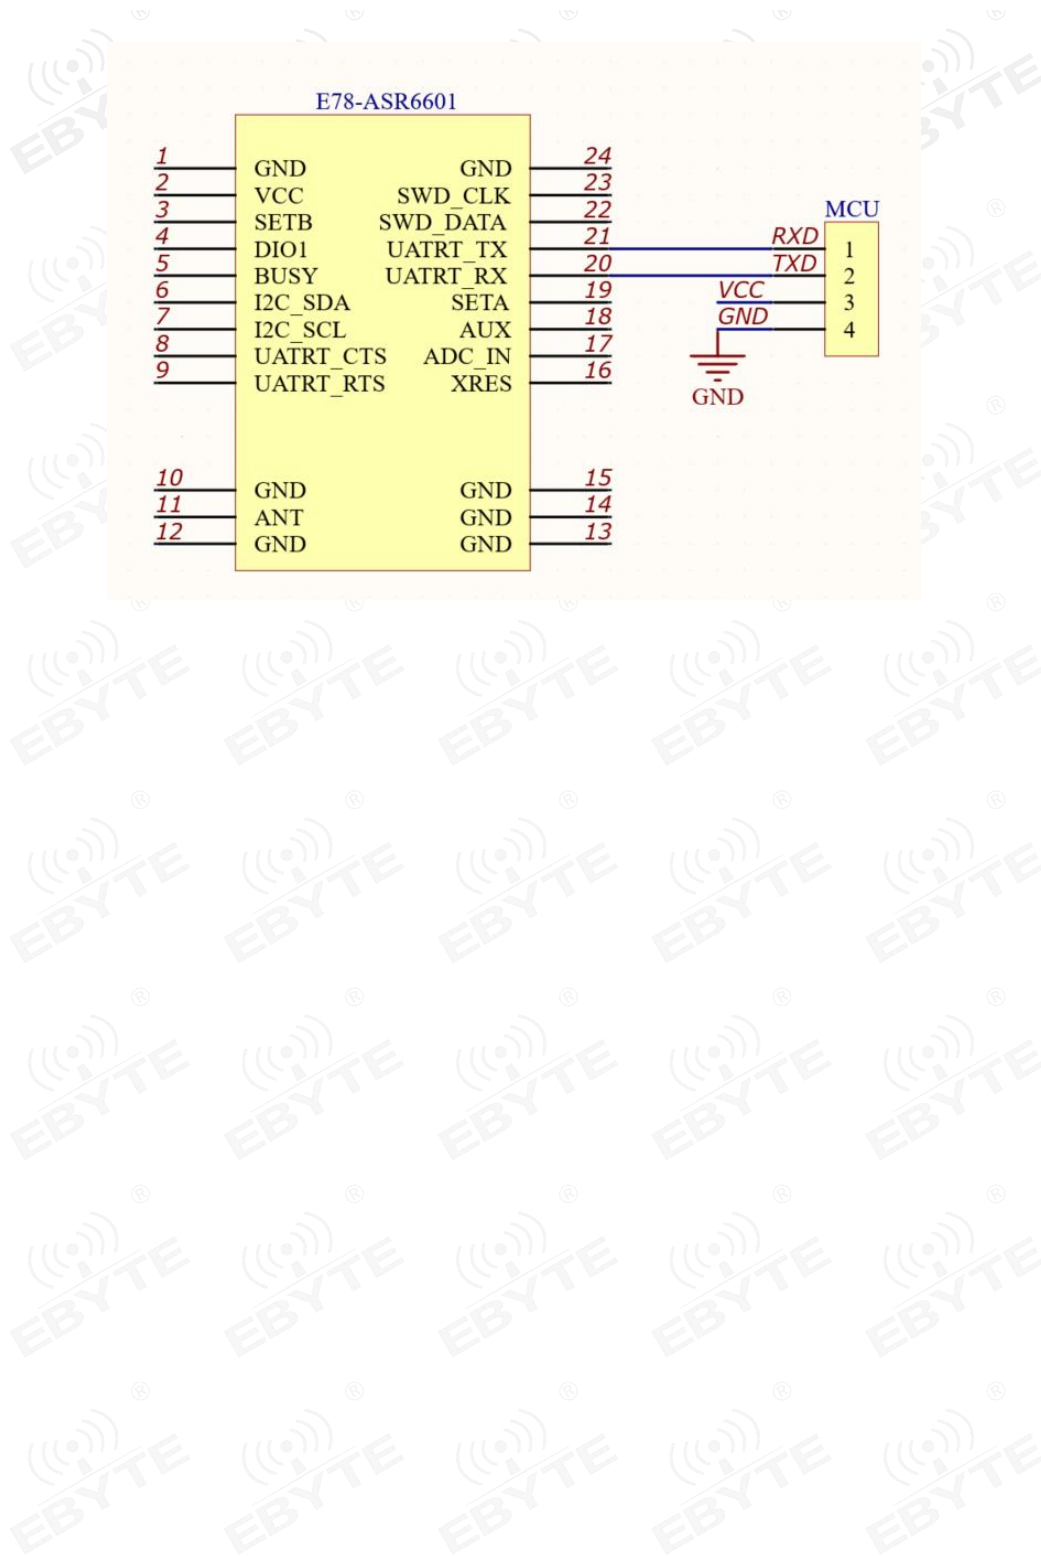 E78-ASR6601
1 GND GND 24
2 VCC SWD_CLK 23
3 SETB SWD_DATA 22
4 DIO1 UATRT_TX 21
5 BUSY UATRT_RX 20
6 I2C_SDA SETA 19
7 I2C_SCL AUX 18
8 UATRT_CTS ADC_IN 17
9 UATRT_RTS XRES 16
10 GND GND 15
11 ANT GND 14
12 GND GND 13
MCU
RXD 1
TXD 2
VCC 3
GND 4
GND
EBYTE ®